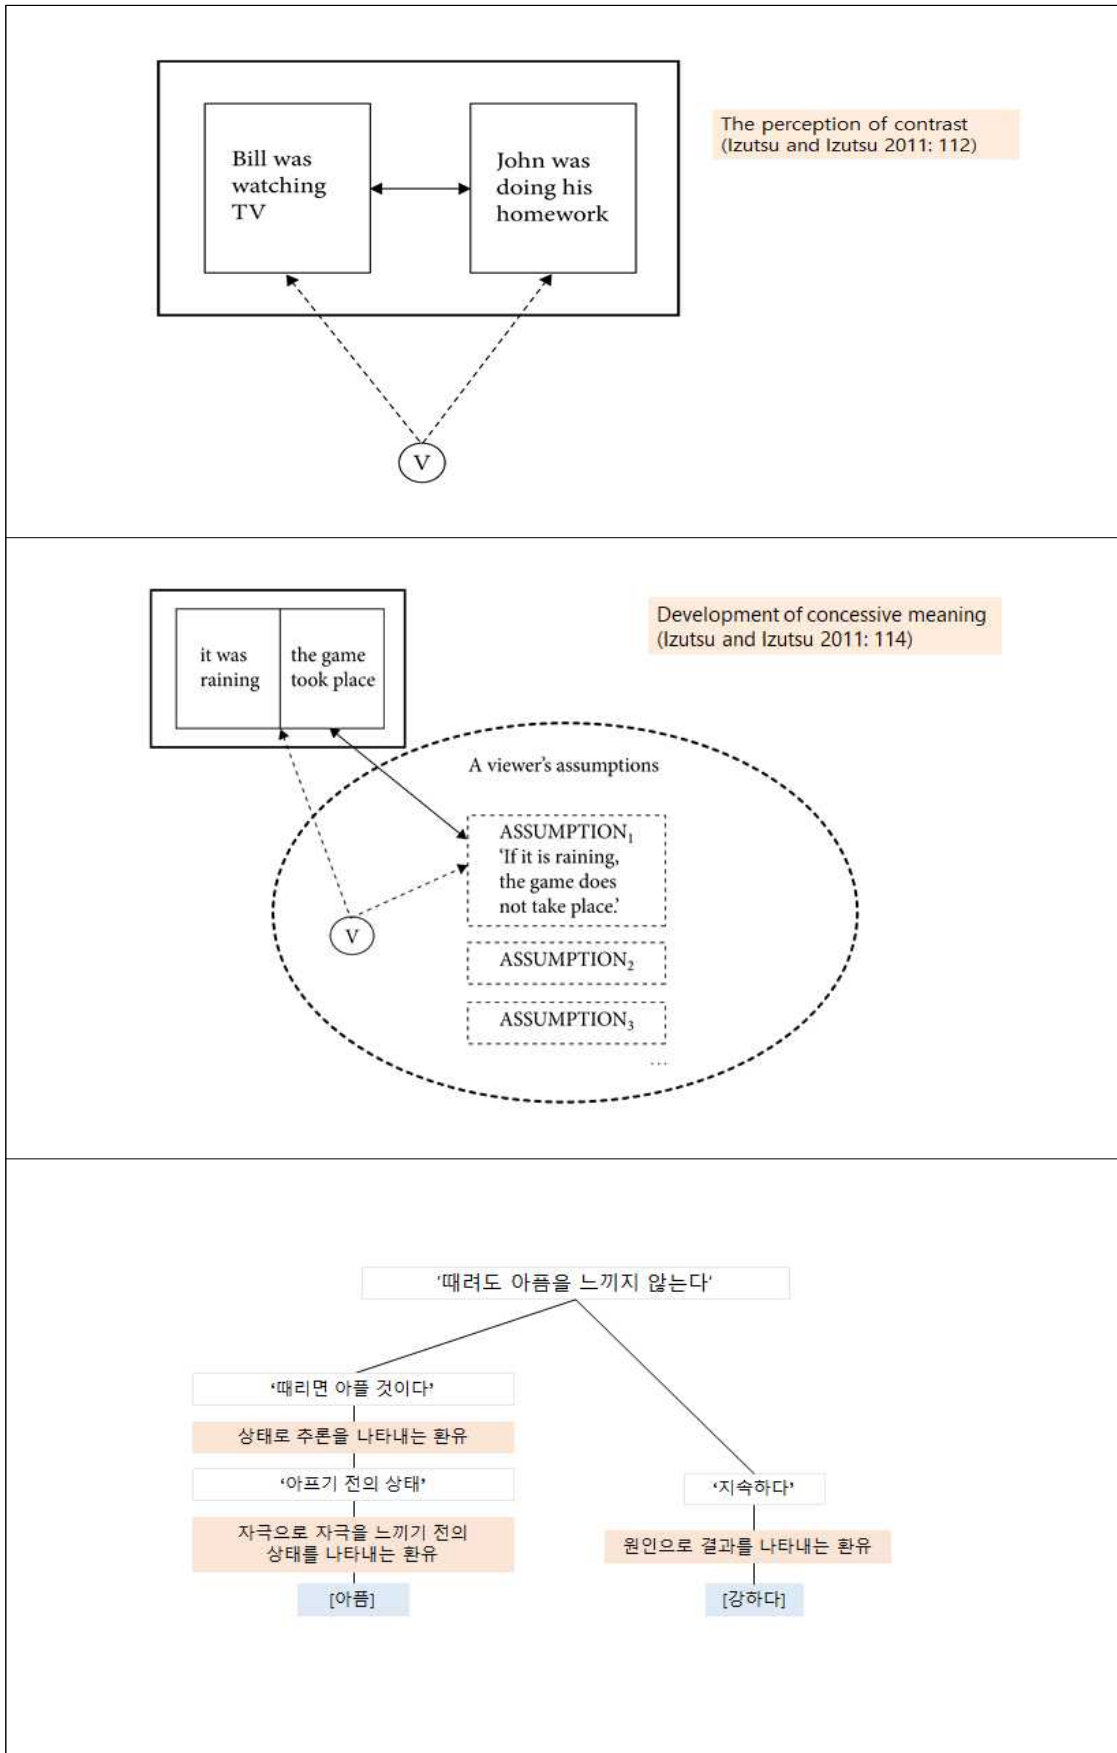 Bill was
watching
TV
John was
doing his
homework
The perception of contrast
(Izutsu and Izutsu 2011: 112)
V
it was
raining
the game
took place
Development of concessive meaning
(Izutsu and Izutsu 2011: 114)
A viewer's assumptions
ASSUMPTION₁
‘If it is raining,
the game does
not take place.’
V
ASSUMPTION₂
ASSUMPTION₃
...
'때려도 아픔을 느끼지 않는다'
‘때리면 아플 것이다’
상태로 추론을 나타내는 환유
‘아프기 전의 상태’
자극으로 자극을 느끼기 전의
상태를 나타내는 환유
[아픔]
‘지속하다’
원인으로 결과를 나타내는 환유
[강하다]